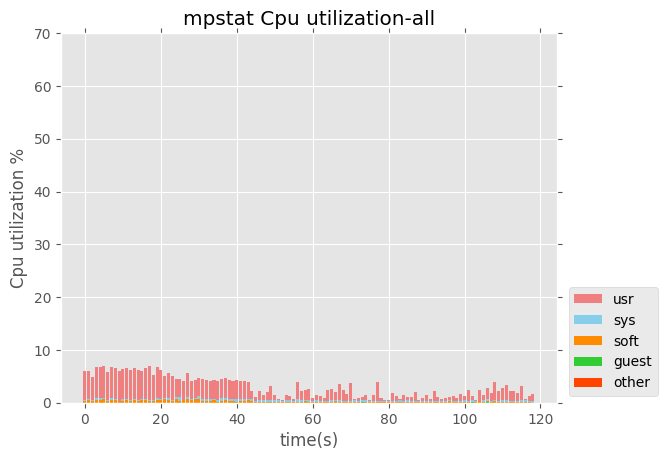 mpstat Cpu utilization-all
70
60
50
40
30
20
10
0
Cpu utilization %
0 20 40 60 80 100 120
time(s)
usr
sys
soft
guest
other